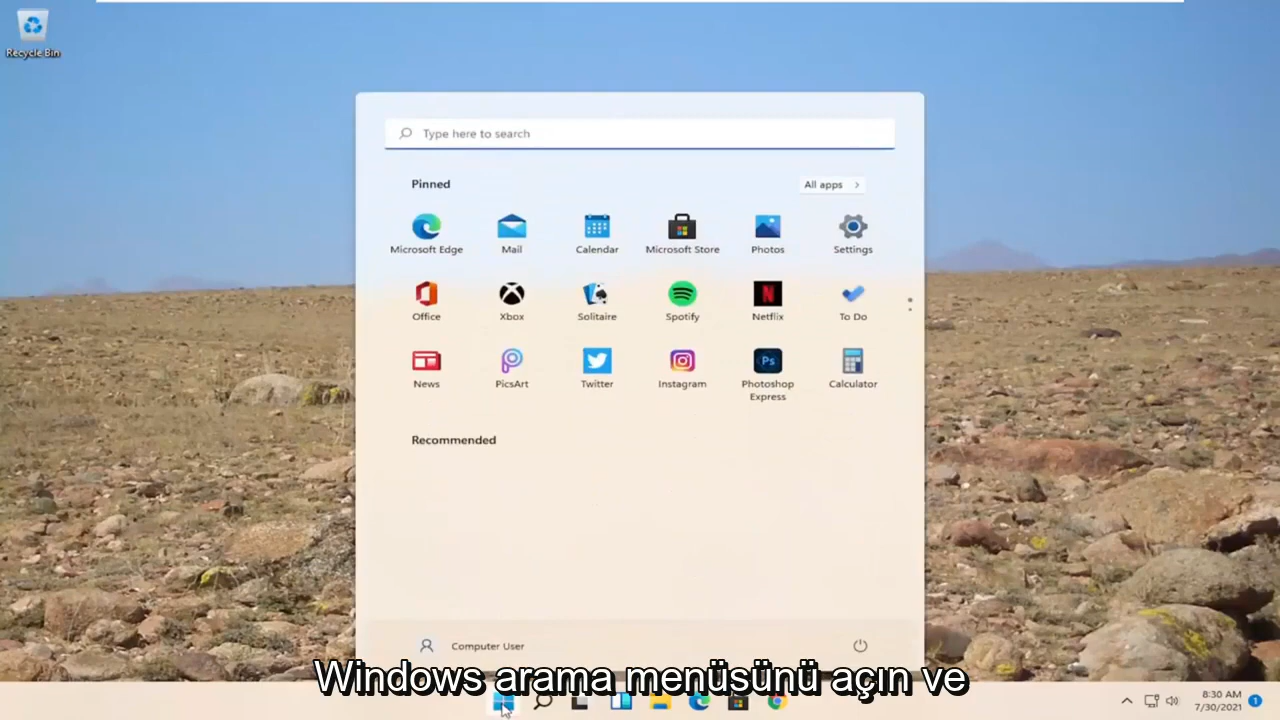 Recycle Bin
Type here to search
Pinned
All apps
Microsoft Edge
Mail
Calendar
Microsoft Store
Photos
Settings
Office
Xbox
Solitaire
Spotify
Netflix
To Do
News
PicsArt
Twitter
Instagram
Photoshop
Express
Calculator
Recommended
Computer User
Windows arama menüsünü açın ve
8:30 AM
7/30/2021
1